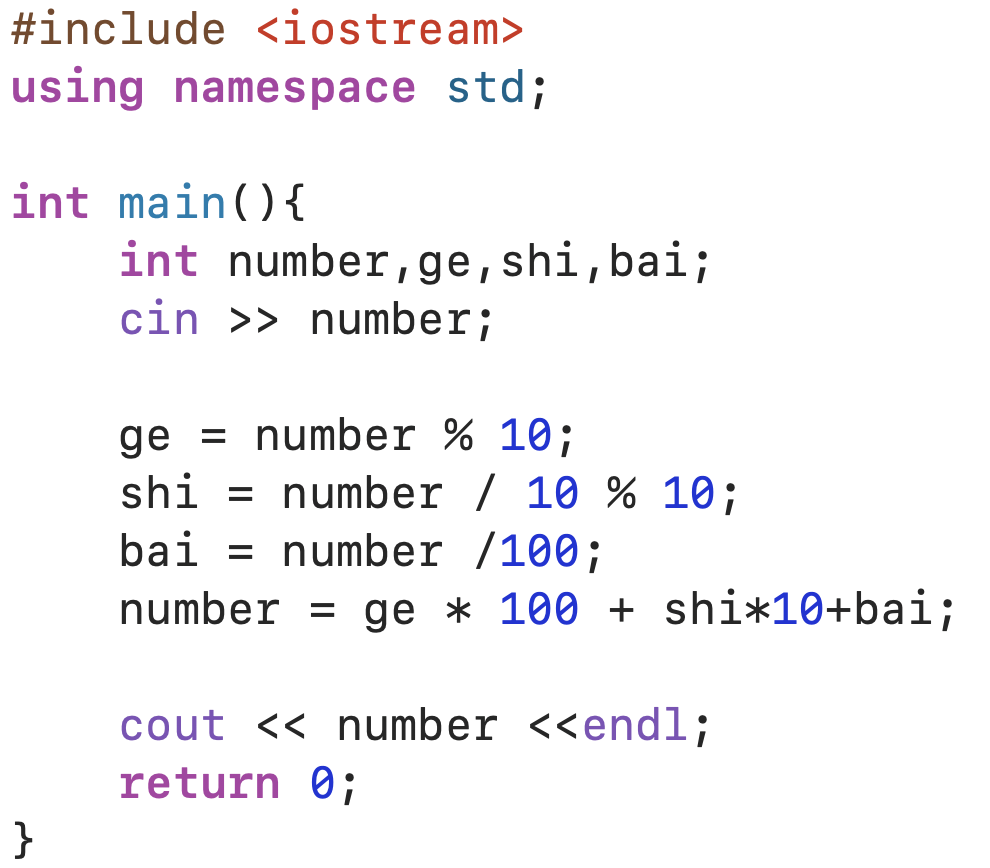 #include <iostream>
using namespace std;
int main(){
int number,ge,shi,bai;
cin >> number;
ge = number % 10;
shi = number / 10 % 10;
bai = number /100;
number = ge * 100 + shi*10+bai;
cout << number <<endl;
return 0;
}